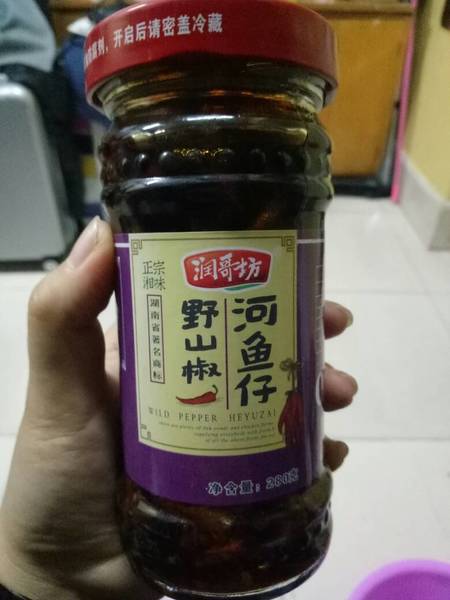 剂、开启后请密盖冷藏
正宗
湘味
湖南省著名商标
润哥坊
河鱼仔
野山椒
WILD PEPPER HEYUZAI
净含量：280克